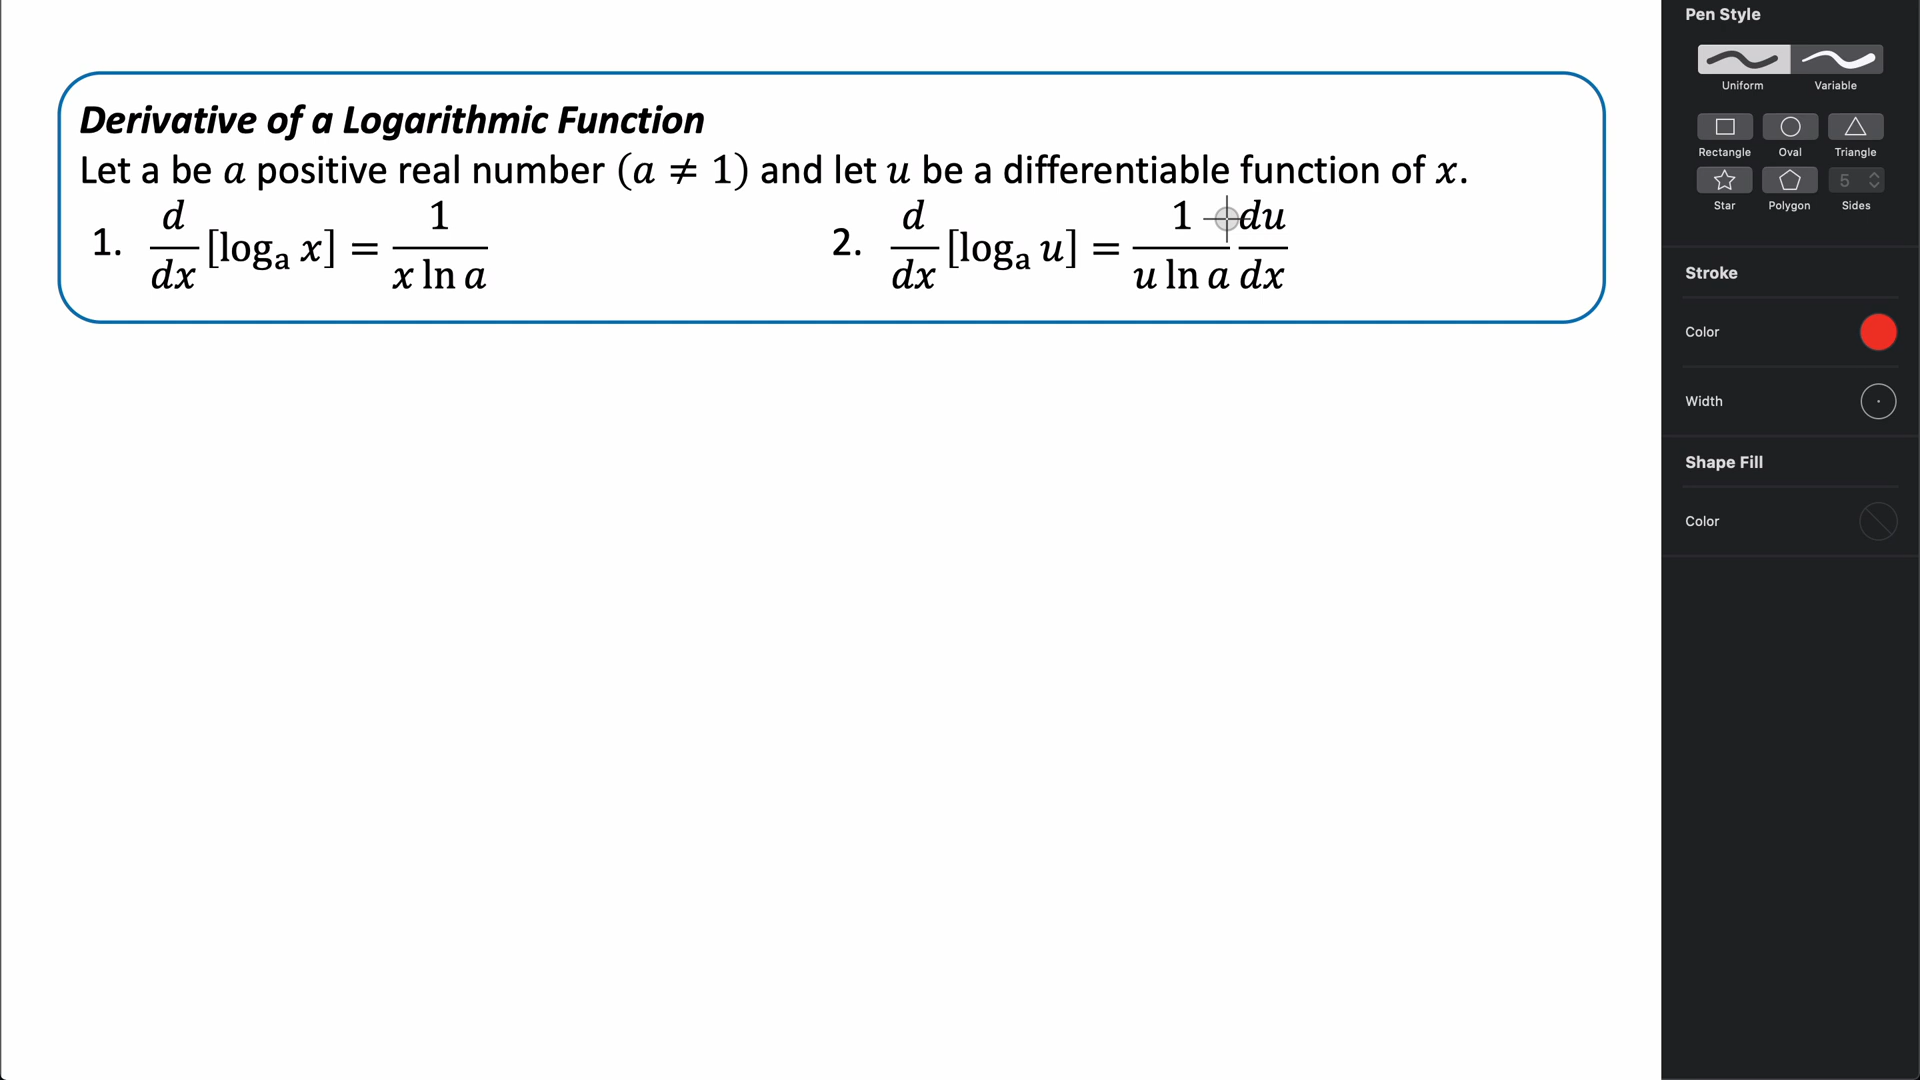 Derivative of a Logarithmic Function
Let a be a positive real number (a ≠ 1) and let u be a differentiable function of x.
1. d/dx [logₐ x] = 1/(x ln a)
2. d/dx [logₐ u] = 1/(u ln a) du/dx
Pen Style
Uniform Variable
Rectangle Oval Triangle
5
Star Polygon Sides
Stroke
Color
Width
Shape Fill
Color